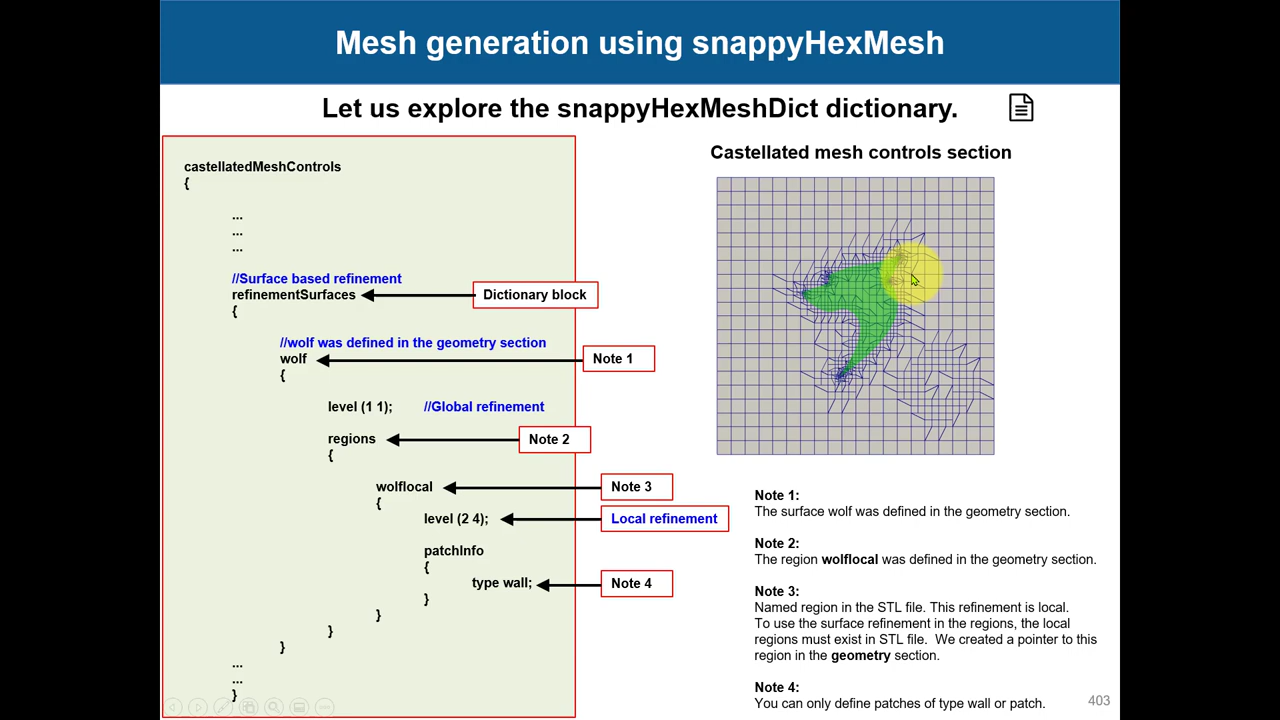 Mesh generation using snappyHexMesh
Let us explore the snappyHexMeshDict dictionary.
castellatedMeshControls
{
...
...
...
//Surface based refinement
refinementSurfaces
Dictionary block
{
//wolf was defined in the geometry section
wolf
Note 1
{
level (1 1); //Global refinement
regions
Note 2
{
wolflocal
Note 3
{
level (2 4);
Local refinement
patchInfo
{
type wall;
Note 4
}
}
}
}
...
...
}
Castellated mesh controls section
Note 1:
The surface wolf was defined in the geometry section.
Note 2:
The region wolflocal was defined in the geometry section.
Note 3:
Named region in the STL file. This refinement is local.
To use the surface refinement in the regions, the local
regions must exist in STL file. We created a pointer to this
region in the geometry section.
Note 4:
You can only define patches of type wall or patch.
403